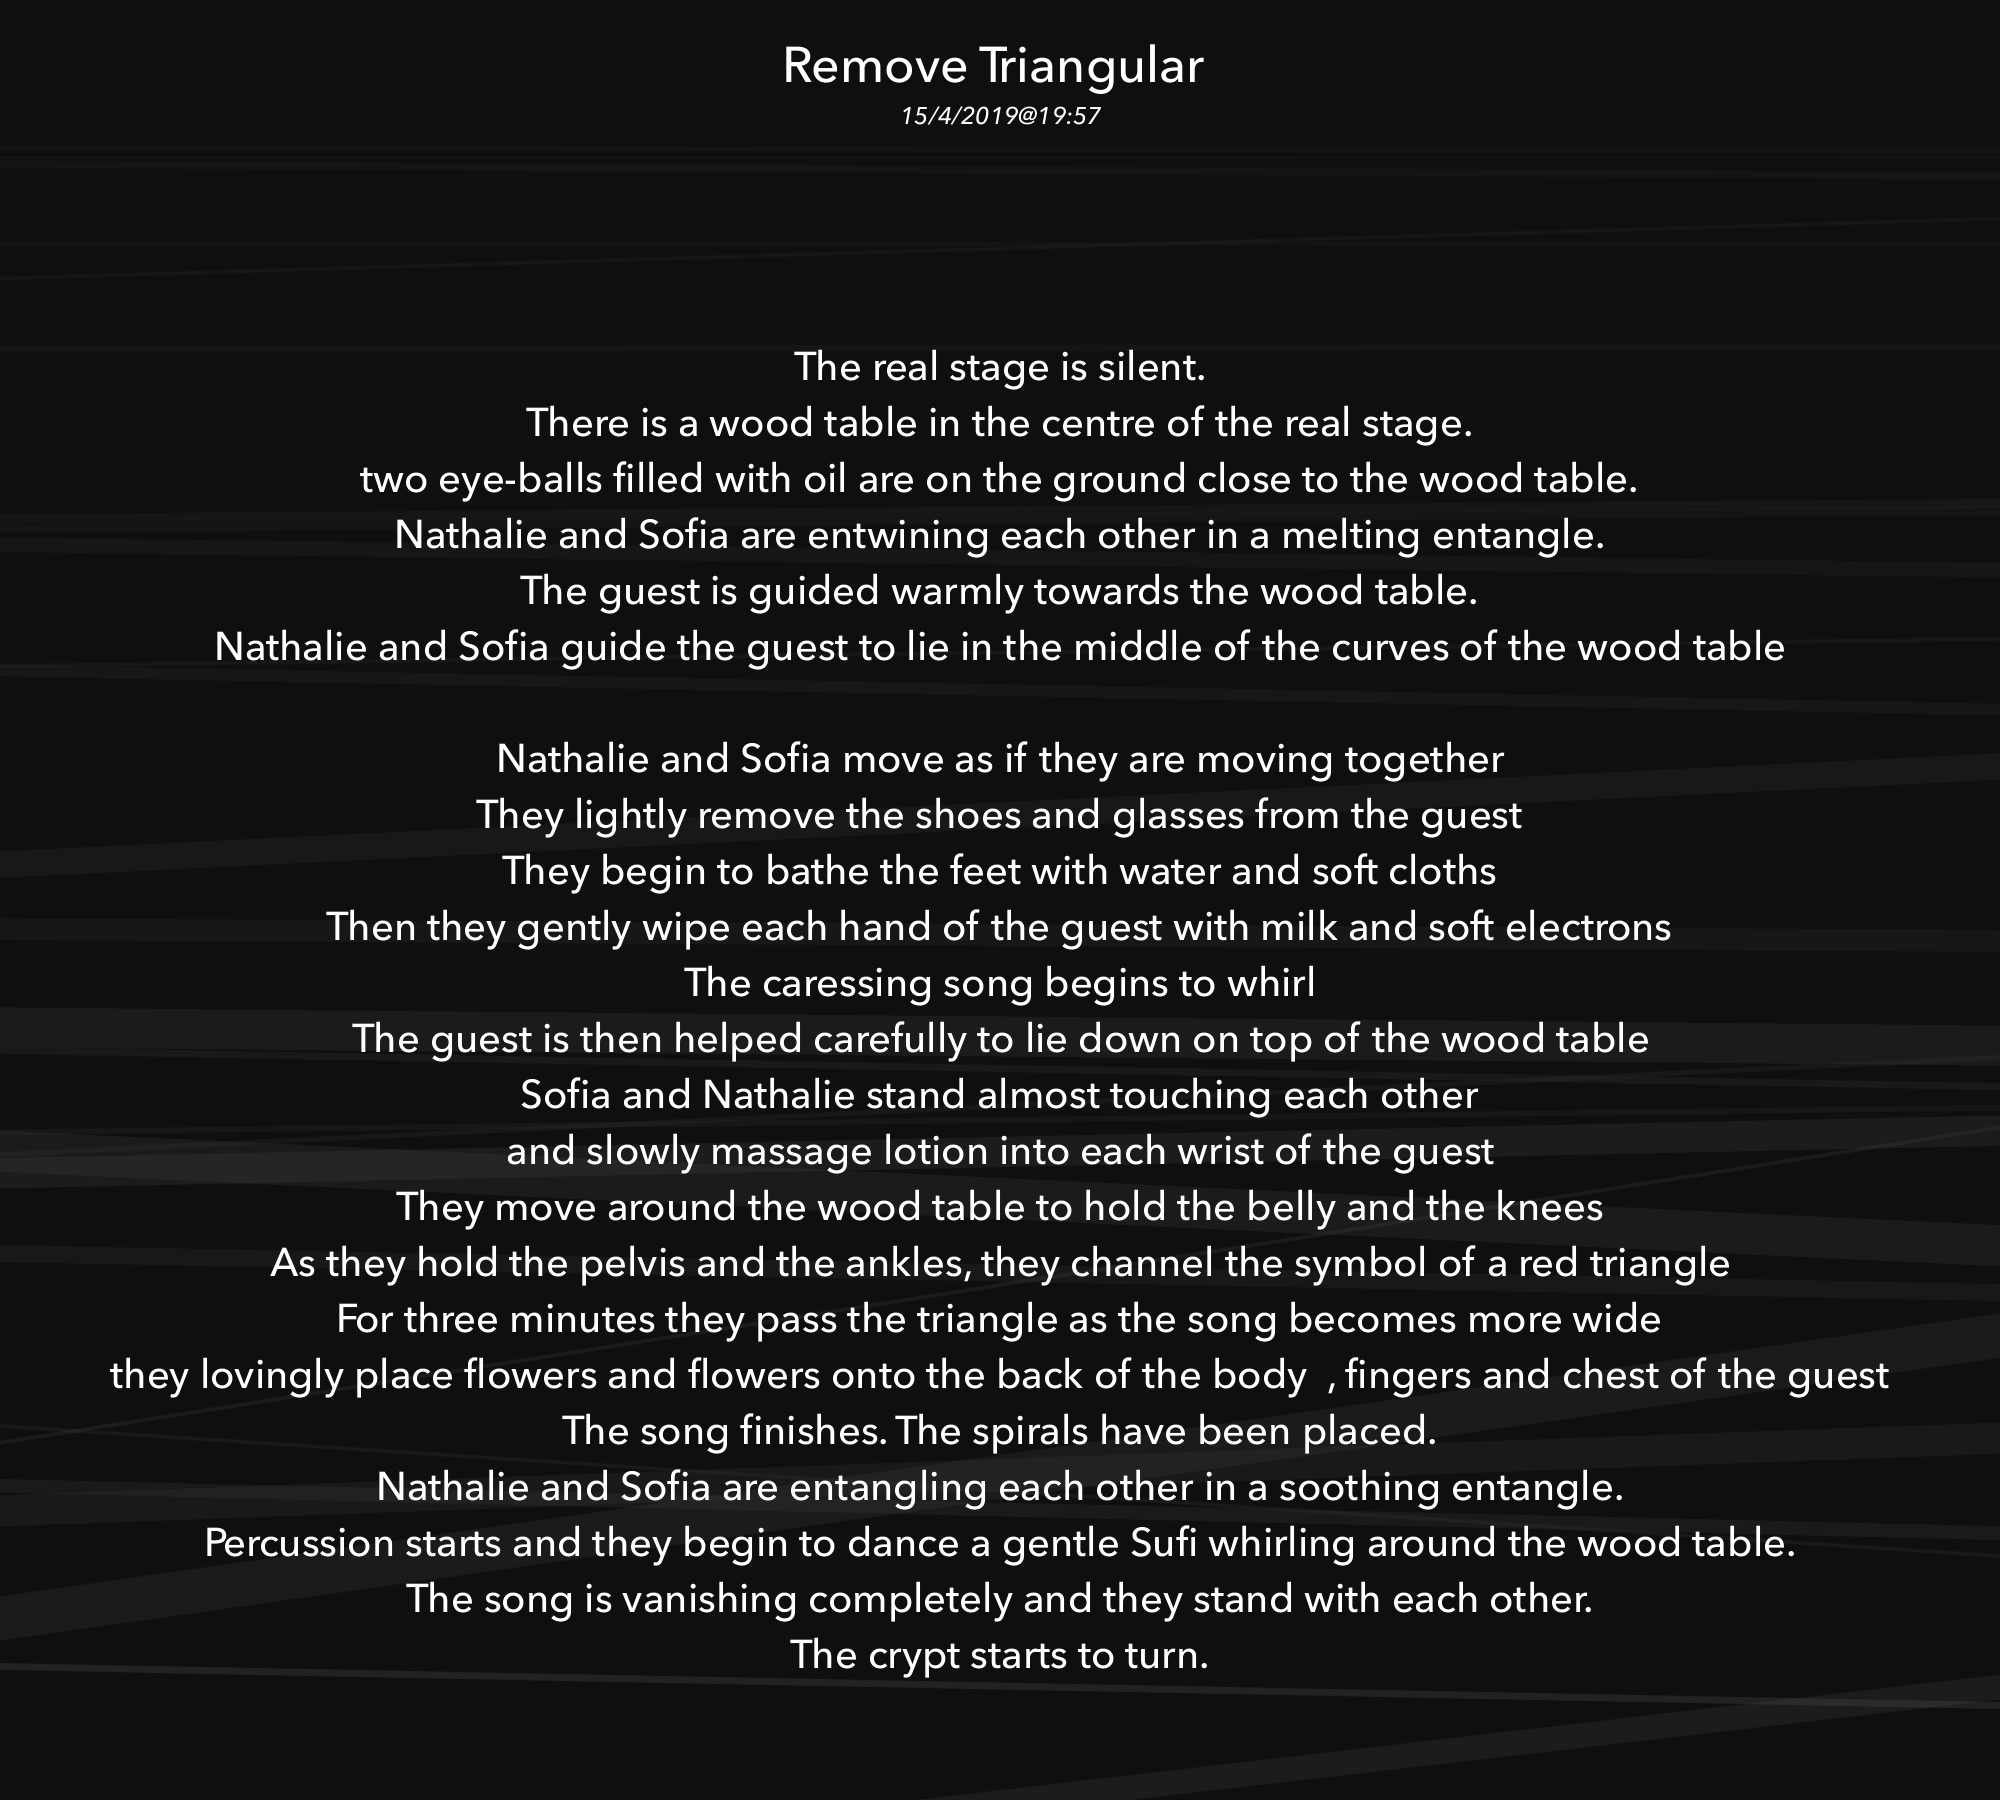 Remove Triangular
15/4/2019@19:57
The real stage is silent.
There is a wood table in the centre of the real stage.
two eye-balls filled with oil are on the ground close to the wood table.
Nathalie and Sofia are entwining each other in a melting entangle.
The guest is guided warmly towards the wood table.
Nathalie and Sofia guide the guest to lie in the middle of the curves of the wood table
Nathalie and Sofia move as if they are moving together
They lightly remove the shoes and glasses from the guest
They begin to bathe the feet with water and soft cloths
Then they gently wipe each hand of the guest with milk and soft electrons
The caressing song begins to whirl
The guest is then helped carefully to lie down on top of the wood table
Sofia and Nathalie stand almost touching each other
and slowly massage lotion into each wrist of the guest
They move around the wood table to hold the belly and the knees
As they hold the pelvis and the ankles, they channel the symbol of a red triangle
For three minutes they pass the triangle as the song becomes more wide
they lovingly place flowers and flowers onto the back of the body  , fingers and chest of the guest
The song finishes. The spirals have been placed.
Nathalie and Sofia are entangling each other in a soothing entangle.
Percussion starts and they begin to dance a gentle Sufi whirling around the wood table.
The song is vanishing completely and they stand with each other.
The crypt starts to turn.